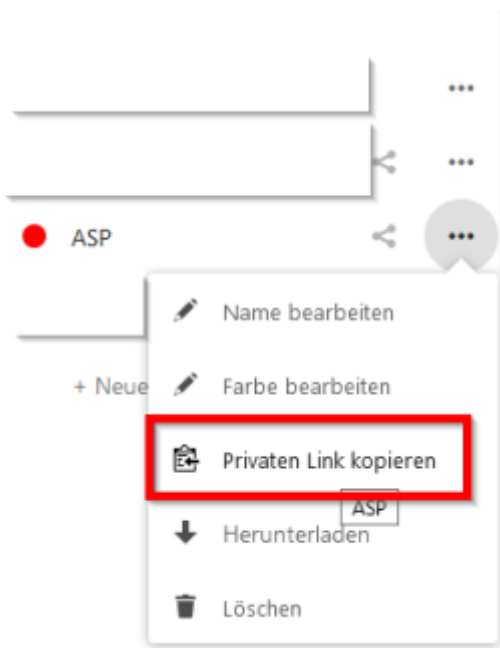 ASP
Name bearbeiten
+ Neue
Farbe bearbeiten
Privaten Link kopieren
ASP
Herunterladen
Löschen